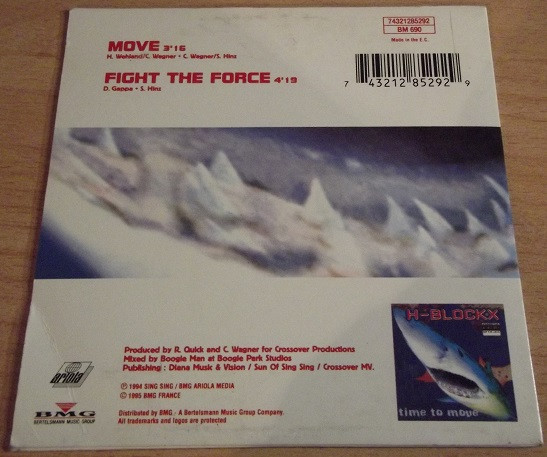 74321285292
BM 690
Made in the E.C.
MOVE 3'16
H. Wehland/C. Wagner • C. Wagner/S. Hinz
FIGHT THE FORCE 4'19
D. Gappa • S. Hinz
7 43212 85292 9
H-BLOCKX
time to move
Produced by R. Quick and C. Wagner for Crossover Productions
Mixed by Boogie Man at Boogie Park Studios
Publishing : Diana Music & Vision / Sun Of Sing Sing / Crossover MV.
ariola
℗ 1994 SING SING / BMG ARIOLA MEDIA
© 1995 BMG FRANCE
BMG
BERTELSMANN MUSIC GROUP
Distributed by BMG - A Bertelsmann Music Group Company.
All trademarks and logos are protected